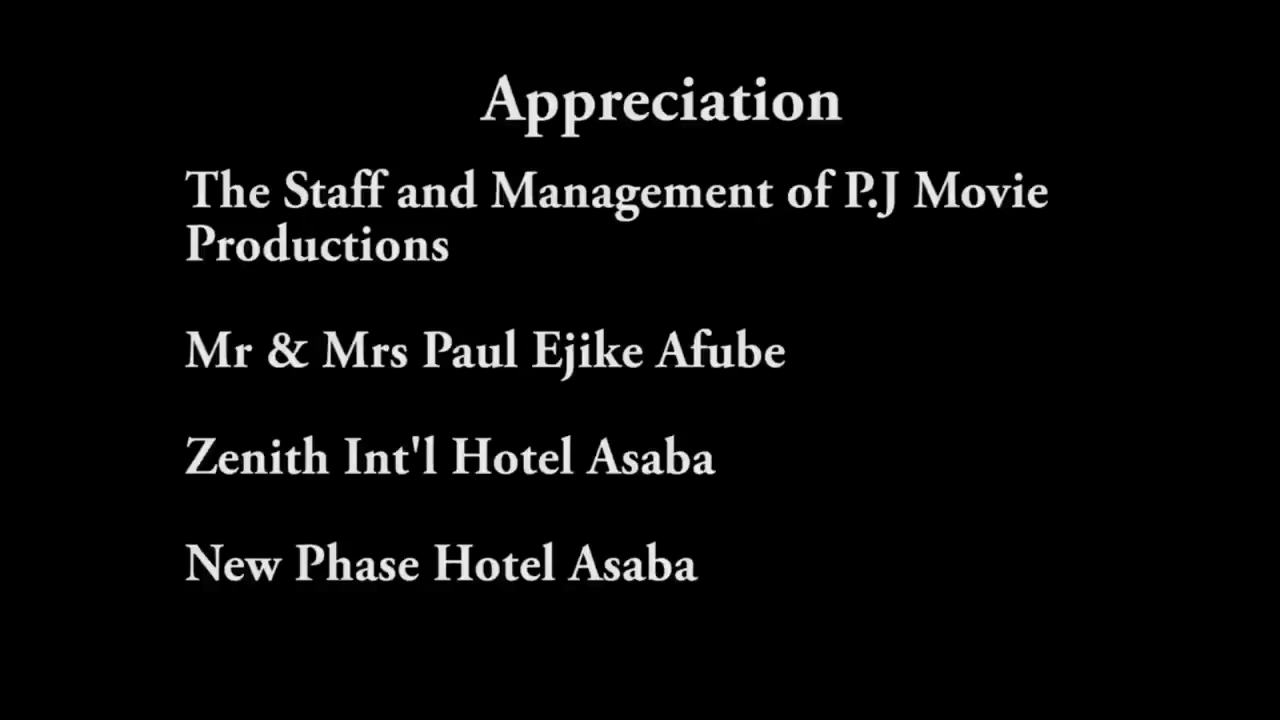 Appreciation
The Staff and Management of P.J Movie
Productions
Mr & Mrs Paul Ejike Afube
Zenith Int'l Hotel Asaba
New Phase Hotel Asaba